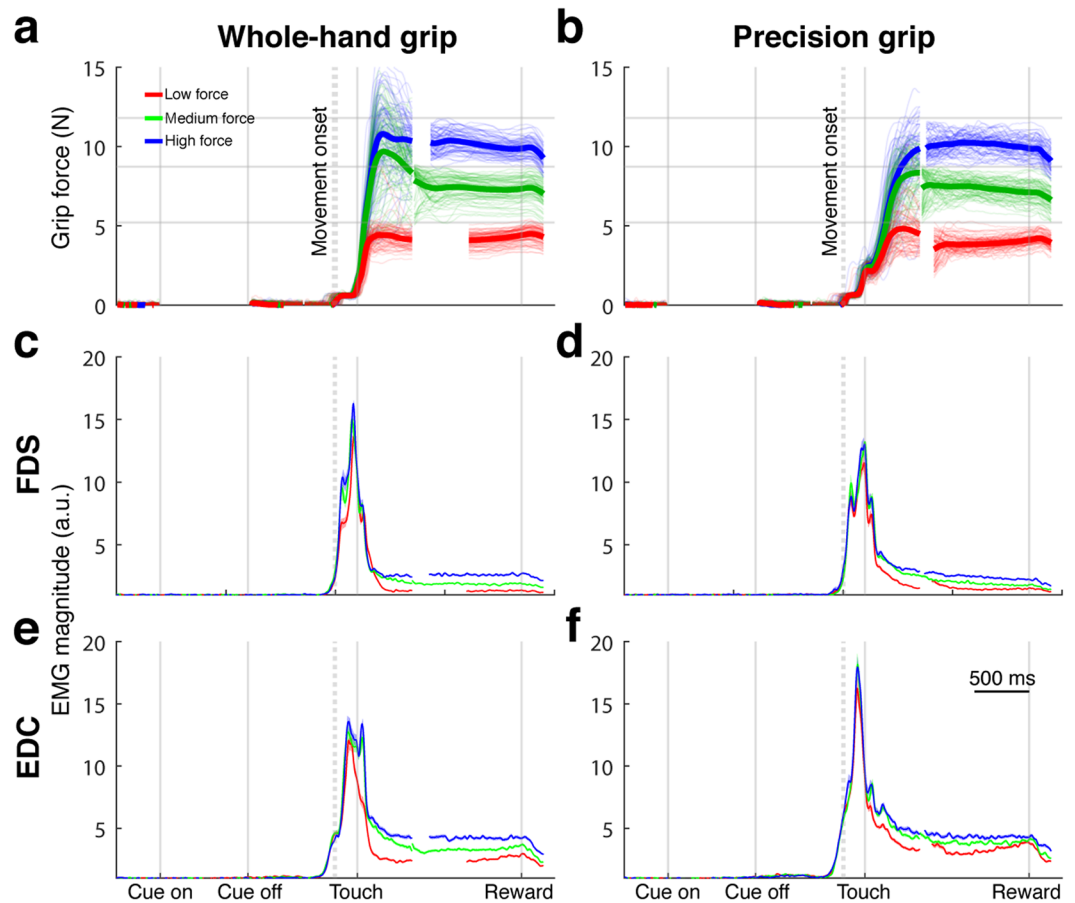 a
Whole-hand grip
b
Precision grip
Grip force (N)
15
10
5
0
Low force
Medium force
High force
Movement onset
15
10
5
0
Movement onset
c
d
FDS
EMG magnitude (a.u.)
20
15
10
5
20
15
10
5
e
f
EDC
20
15
10
5
20
15
10
5
500 ms
Cue on Cue off Touch Reward
Cue on Cue off Touch Reward